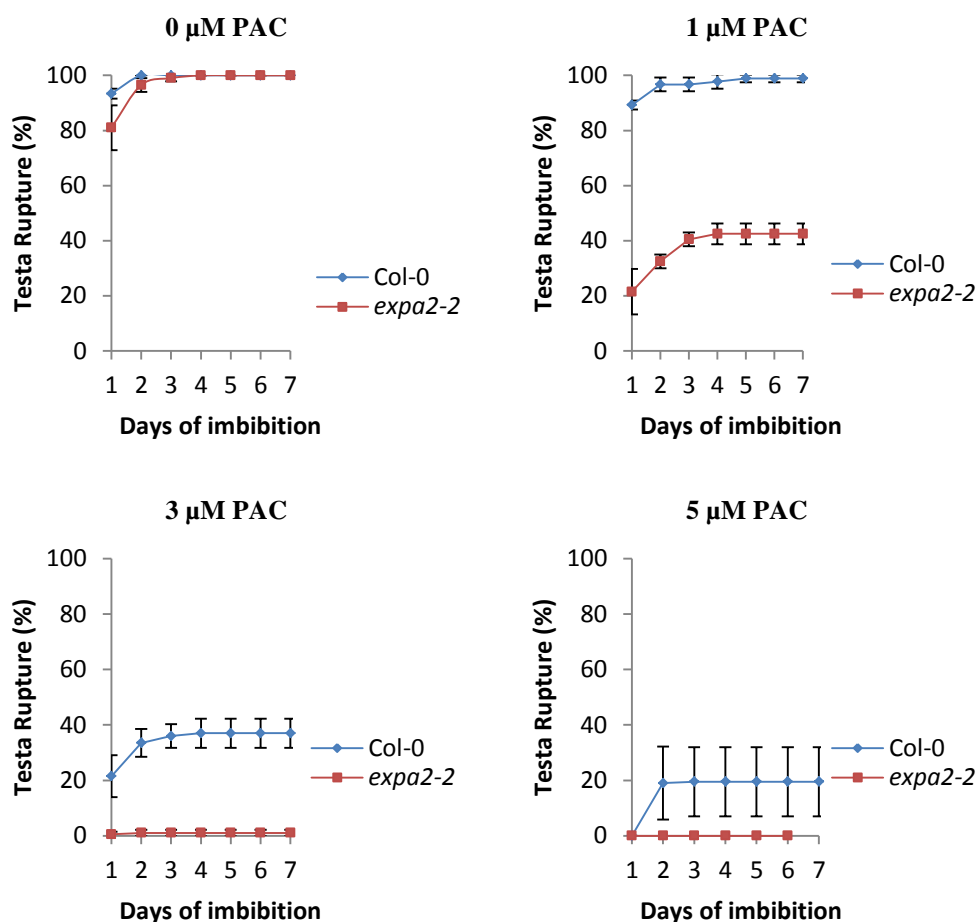 0 µM PAC
100
80
60
40
20
0
Testa Rupture (%)
1 2 3 4 5 6 7
Days of imbibition
Col-0
expa2-2
1 µM PAC
100
80
60
40
20
0
Testa Rupture (%)
1 2 3 4 5 6 7
Days of imbibition
Col-0
expa2-2
3 µM PAC
100
80
60
40
20
0
Testa Rupture (%)
1 2 3 4 5 6 7
Days of imbibition
Col-0
expa2-2
5 µM PAC
100
80
60
40
20
0
Testa Rupture (%)
1 2 3 4 5 6 7
Days of imbibition
Col-0
expa2-2